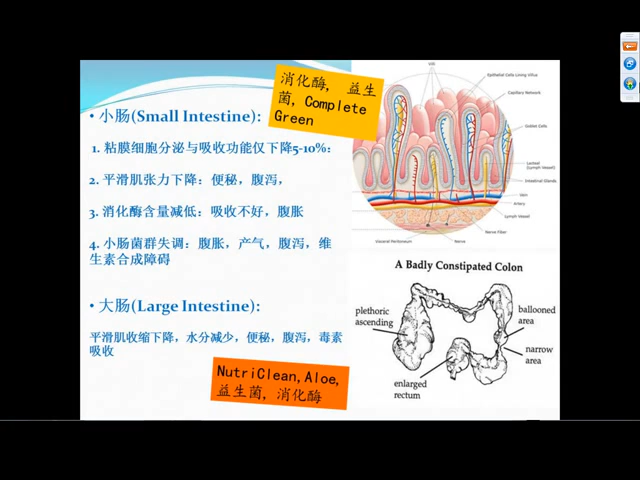 • 小肠(Small Intestine):
消化酶, 益生
菌, Complete
Green
1. 粘膜细胞分泌与吸收功能仅下降5-10%:
2. 平滑肌张力下降：便秘，腹泻，
3. 消化酶含量减低：吸收不好，腹胀
4. 小肠菌群失调：腹胀，产气，腹泻，维
生素合成障碍
• 大肠(Large Intestine):
平滑肌收缩下降，水分减少，便秘，腹泻，毒素
吸收
NutriClean,Aloe,
益生菌, 消化酶
Villi
Epithelial Cells Lining Villus
Capillary Network
Goblet Cells
Lacteal
(Lymph Vessel)
Intestinal Glands
Vein
Artery
Lymph Vessel
Nerve Fiber
Nerve
Visceral Peritoneum
A Badly Constipated Colon
plethoric
ascending
ballooned
area
narrow
area
enlarged
rectum